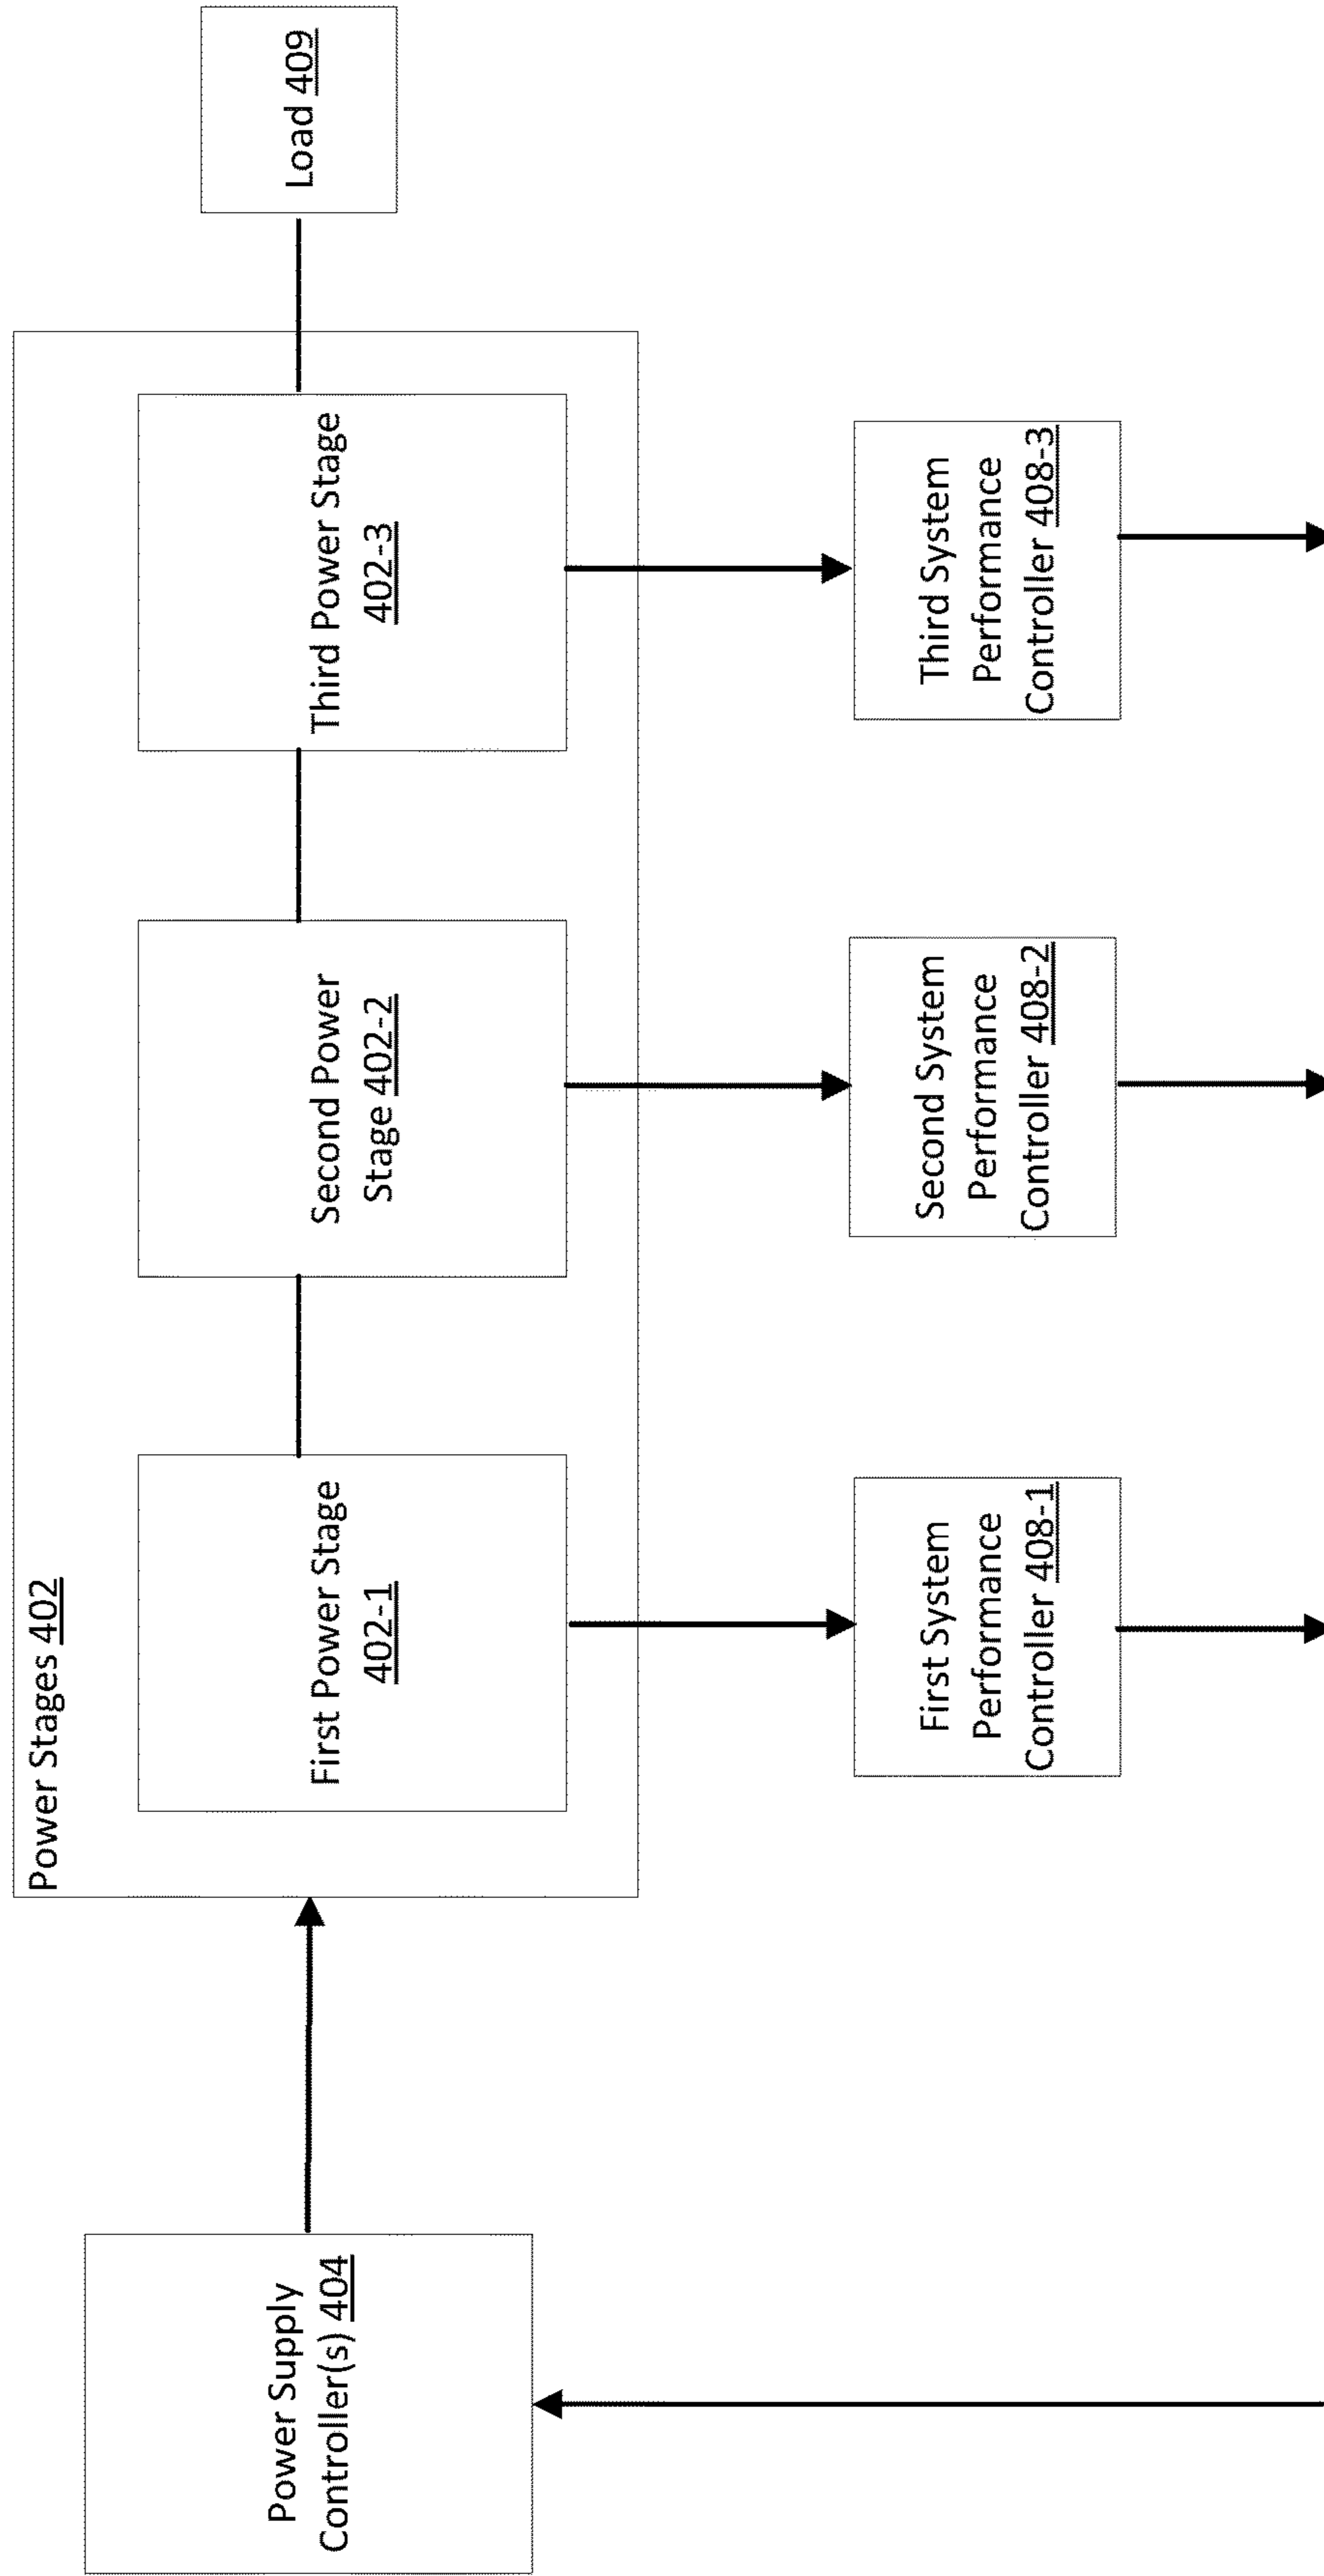 Power Supply
Controller(s) 404
Power Stages 402
First Power Stage
402-1
Second Power
Stage 402-2
Third Power Stage
402-3
Load 409
First System
Performance
Controller 408-1
Second System
Performance
Controller 408-2
Third System
Performance
Controller 408-3